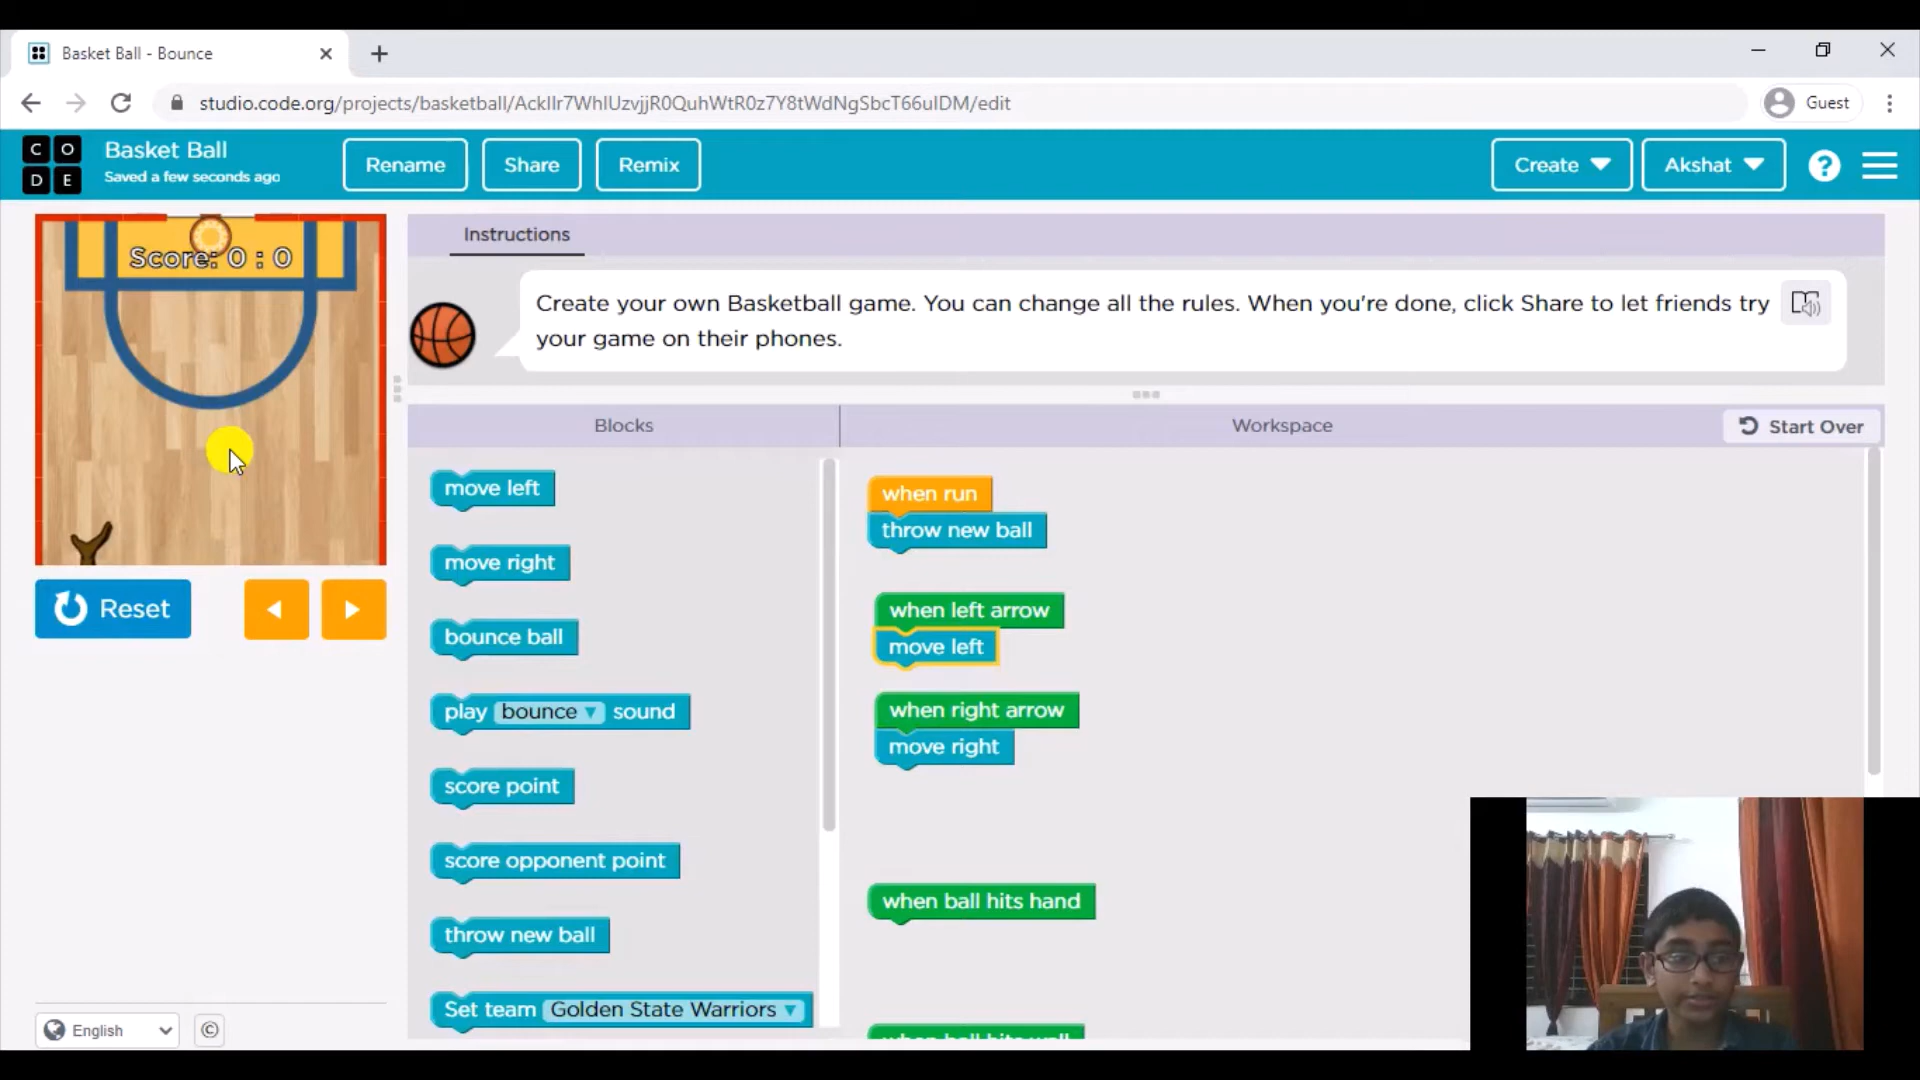 Basket Ball - Bounce
studio.code.org/projects/basketball/AckIIr7WhlUzvjjR0QuhWtR0z7Y8tWdNgSbcT66uIDM/edit
Guest
C O
D E
Basket Ball
Saved a few seconds ago
Rename
Share
Remix
Create
Akshat
?
Score: 0 : 0
Reset
Instructions
Create your own Basketball game. You can change all the rules. When you're done, click Share to let friends try
your game on their phones.
Blocks
Workspace
Start Over
move left
move right
bounce ball
play bounce sound
score point
score opponent point
throw new ball
Set team Golden State Warriors
when run
throw new ball
when left arrow
move left
when right arrow
move right
when ball hits hand
when ball hits wall
English
©